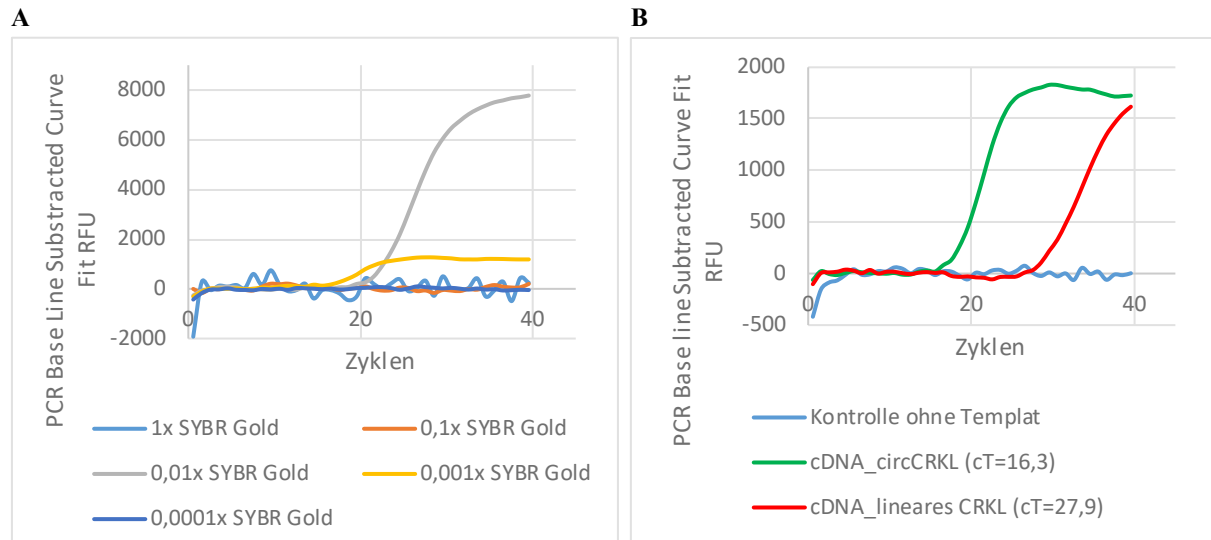 A
PCR Base Line Substracted Curve
Fit RFU
8000
6000
4000
2000
0
-2000
0
20
40
Zyklen
1x SYBR Gold
0,1x SYBR Gold
0,01x SYBR Gold
0,001x SYBR Gold
0,0001x SYBR Gold
B
PCR Base lineSubtracted Curve Fit
RFU
2000
1500
1000
500
0
-500
0
20
40
Zyklen
Kontrolle ohne Templat
cDNA_circCRKL (cT=16,3)
cDNA_lineares CRKL (cT=27,9)